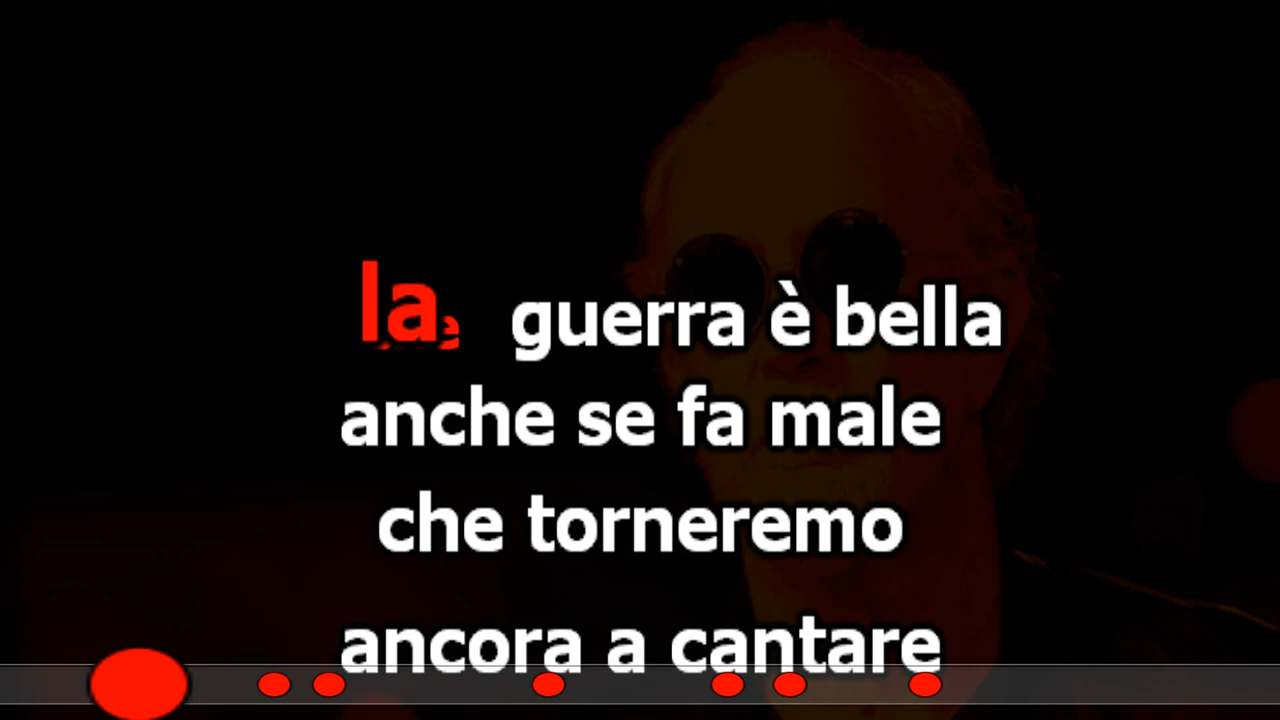 la guerra è bella
anche se fa male
che torneremo
ancora a cantare